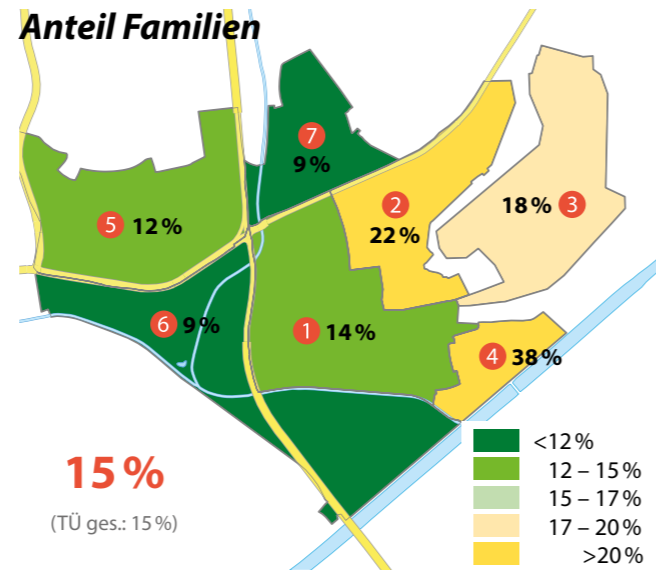 Anteil Familien
7
9 %
2
22 %
18 % 3
5 12 %
6 9 %
1 14 %
4 38 %
15 %
(TÜ ges.: 15 %)
<12 %
12 – 15 %
15 – 17 %
17 – 20 %
>20 %